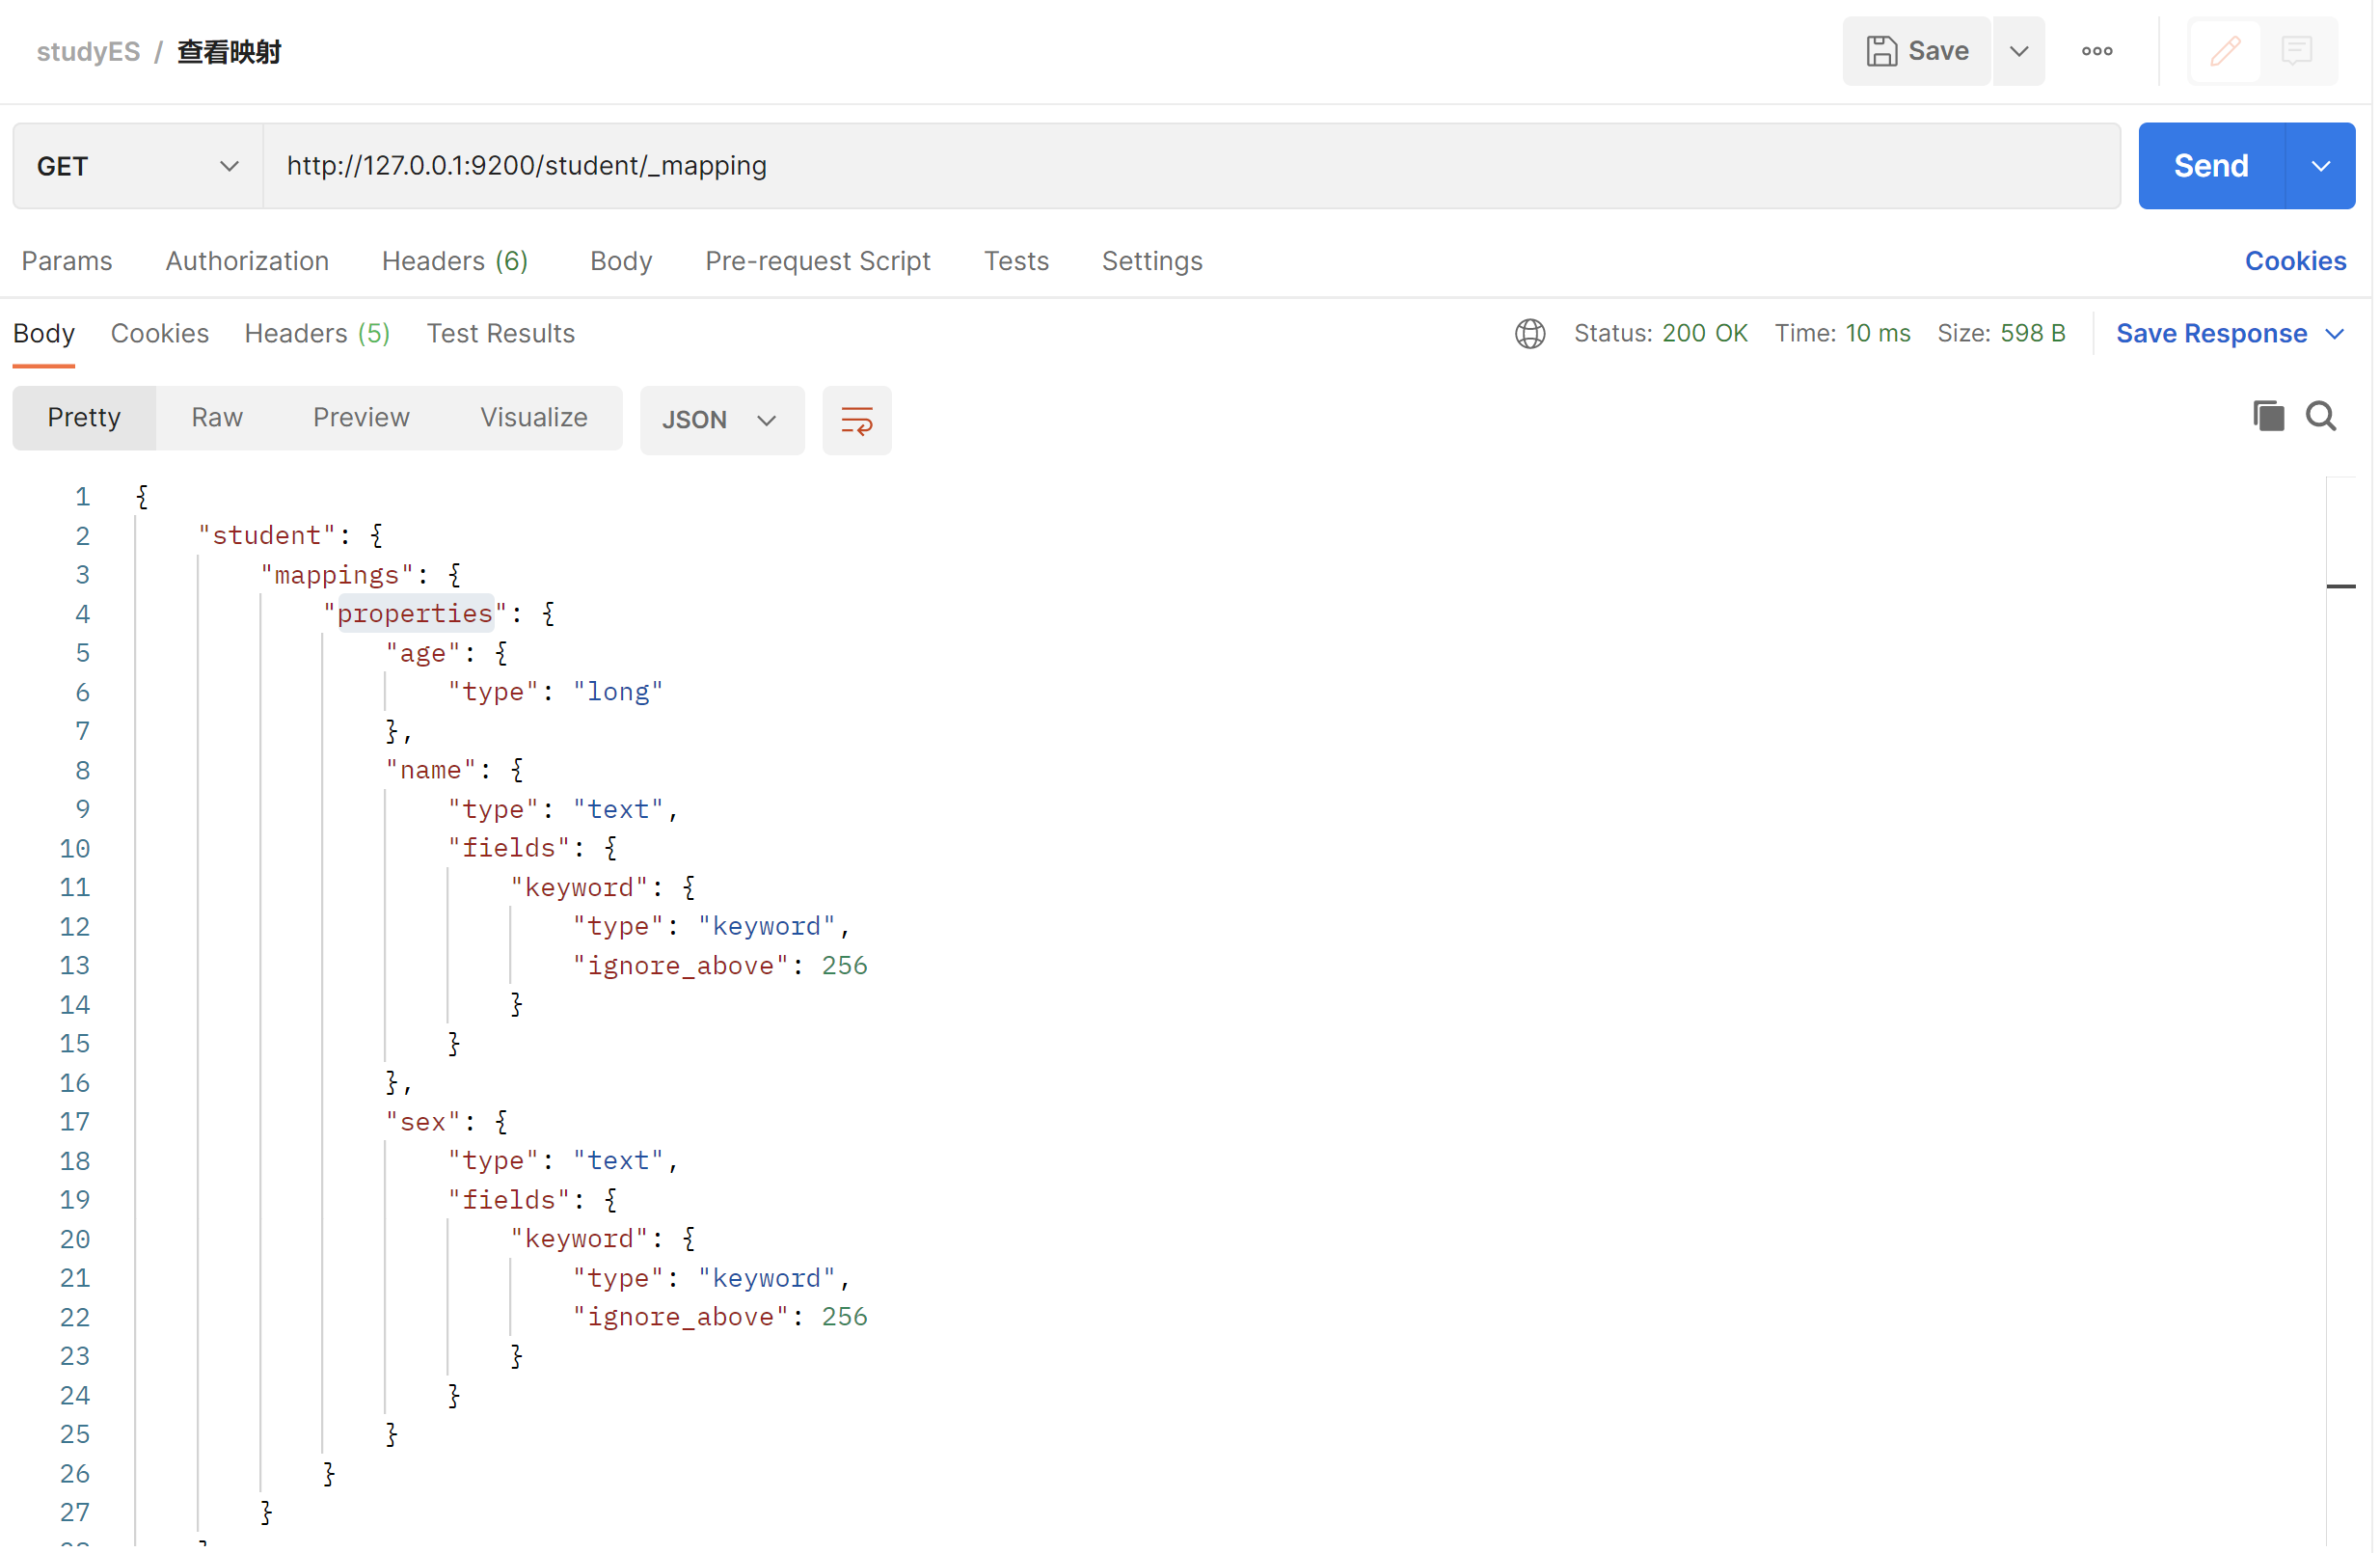 studyES / 查看映射
Save
GET
http://127.0.0.1:9200/student/_mapping
Send
Params Authorization Headers (6) Body Pre-request Script Tests Settings Cookies
Body Cookies Headers (5) Test Results Status: 200 OK Time: 10 ms Size: 598 B Save Response
Pretty Raw Preview Visualize JSON
1 {
2 "student": {
3 "mappings": {
4 "properties": {
5 "age": {
6 "type": "long"
7 },
8 "name": {
9 "type": "text",
10 "fields": {
11 "keyword": {
12 "type": "keyword",
13 "ignore_above": 256
14 }
15 }
16 },
17 "sex": {
18 "type": "text",
19 "fields": {
20 "keyword": {
21 "type": "keyword",
22 "ignore_above": 256
23 }
24 }
25 }
26 }
27 }